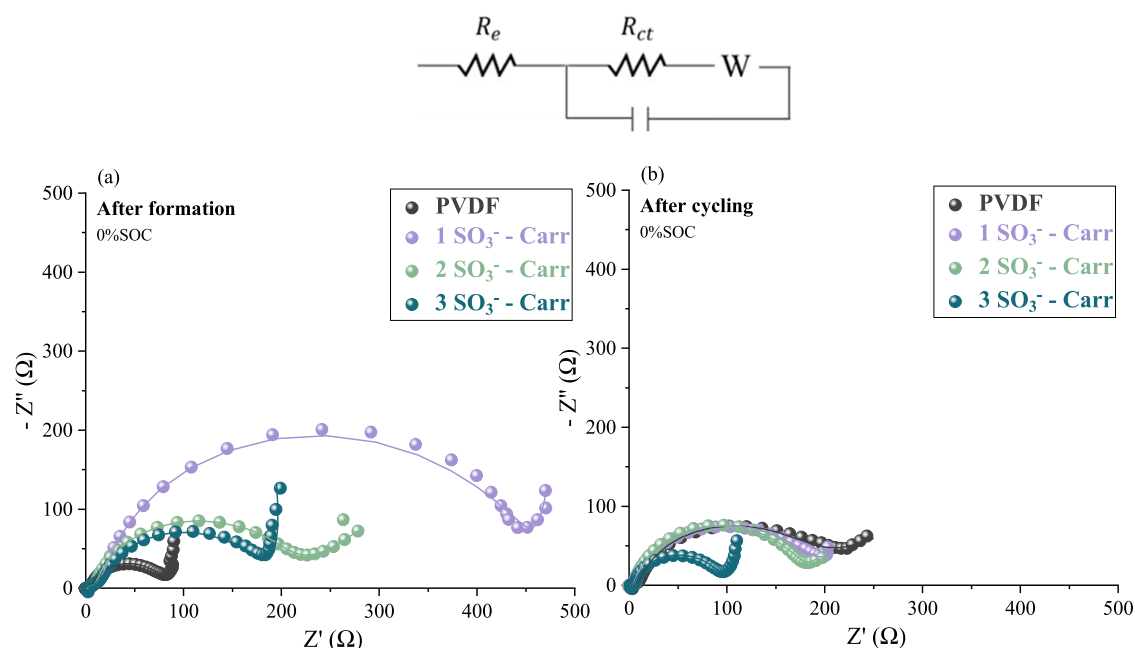 R_e
R_ct
W
(a)
After formation
0%SOC
PVDF
1 SO₃⁻ - Carr
2 SO₃⁻ - Carr
3 SO₃⁻ - Carr
500
400
300
200
100
0
- Z'' (Ω)
0 100 200 300 400 500
Z' (Ω)
(b)
After cycling
0%SOC
PVDF
1 SO₃⁻ - Carr
2 SO₃⁻ - Carr
3 SO₃⁻ - Carr
500
400
300
200
100
0
- Z'' (Ω)
0 100 200 300 400 500
Z' (Ω)